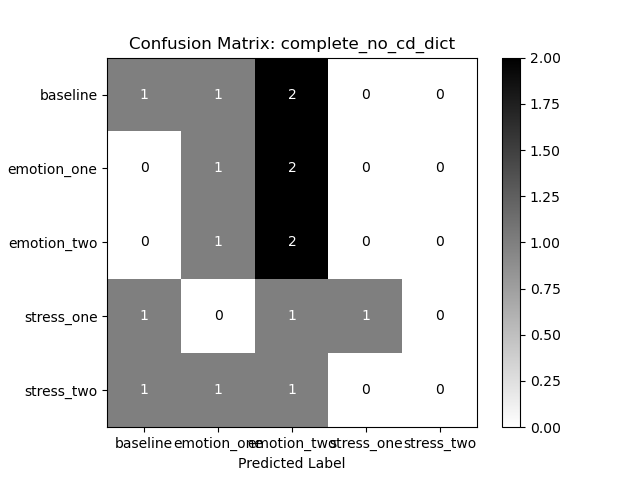 Confusion Matrix: complete_no_cd_dict
baseline 1 1 2 0 0
emotion_one 0 1 2 0 0
emotion_two 0 1 2 0 0
stress_one 1 0 1 1 0
stress_two 1 1 1 0 0
baseline emotion_one emotion_two stress_one stress_two
Predicted Label
2.00
1.75
1.50
1.25
1.00
0.75
0.50
0.25
0.00